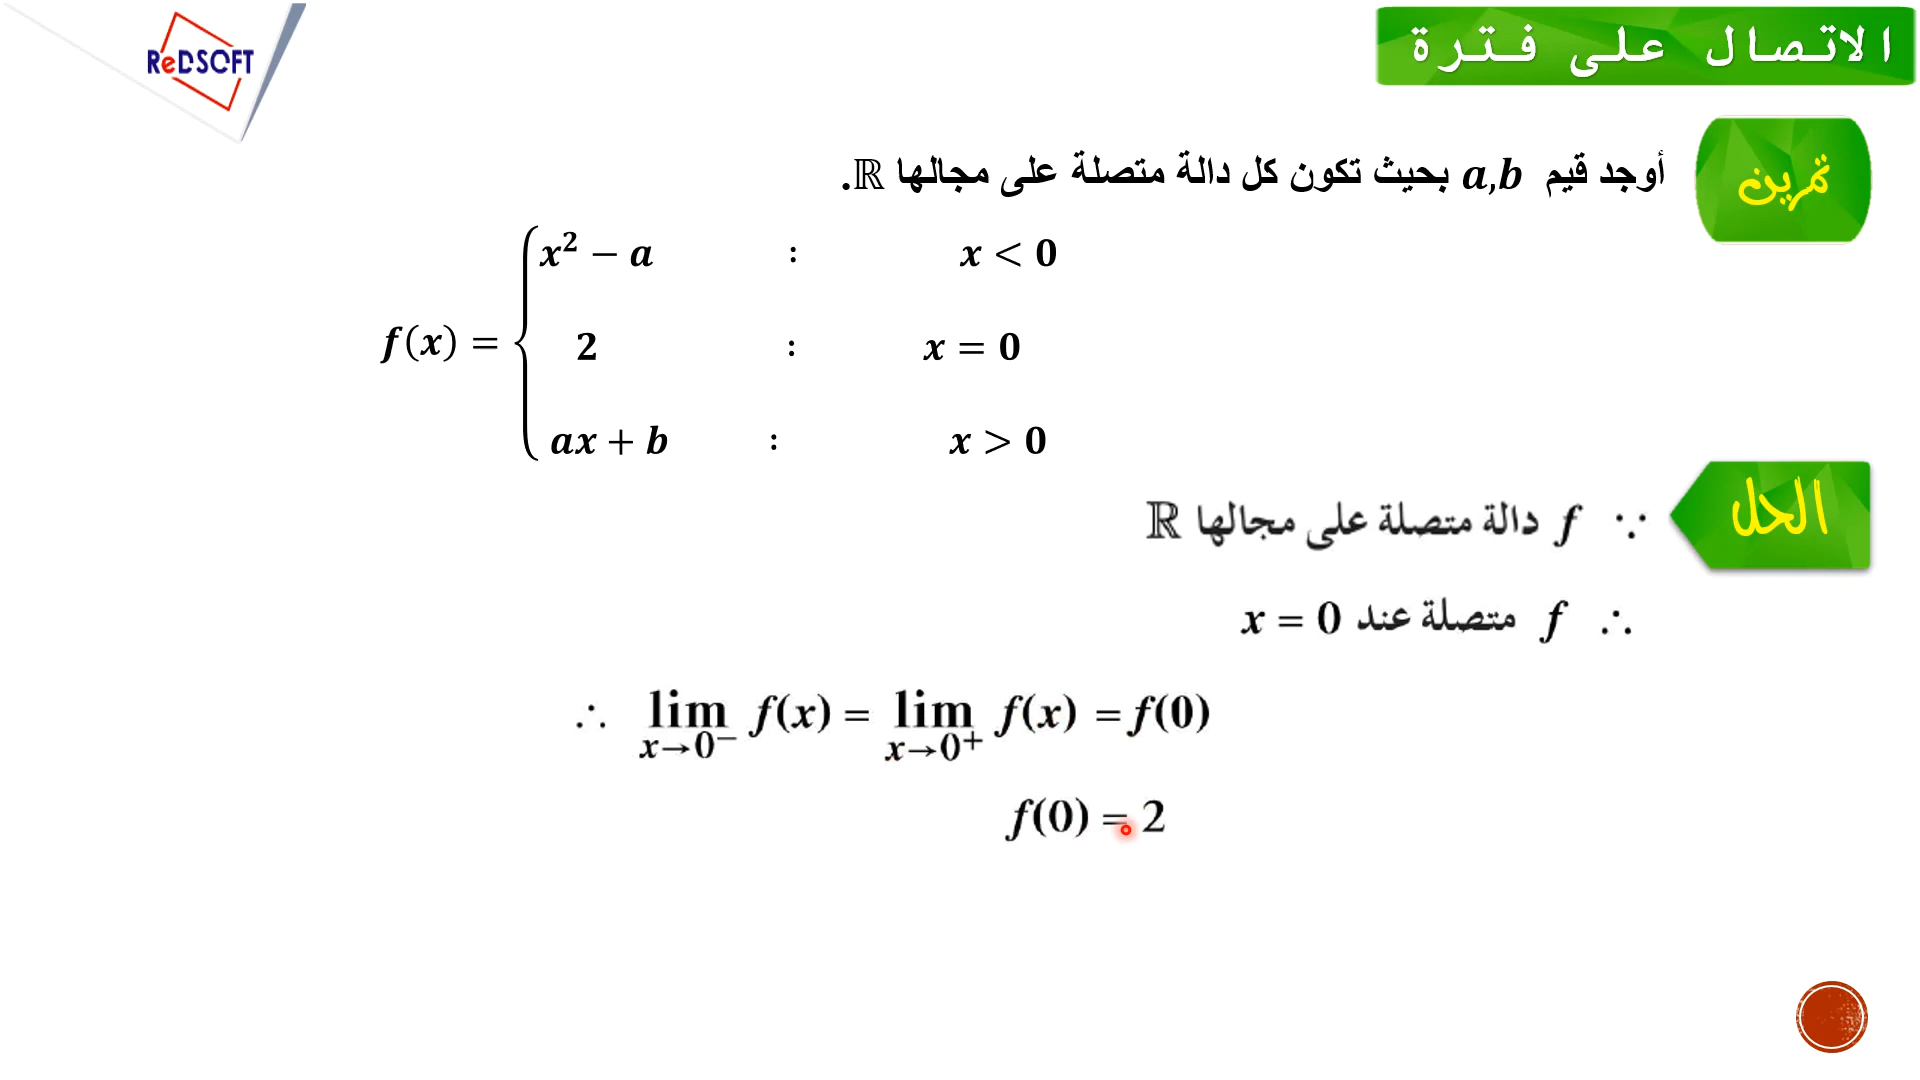 ReDSOFT
الاتصال على فترة
تمرين
أوجد قيم a,b بحيث تكون كل دالة متصلة على مجالها ℝ.
x² − a : x < 0
f(x) = { 2 : x = 0
ax + b : x > 0
الحل
∵ f دالة متصلة على مجالها ℝ
∴ f متصلة عند x = 0
∴ lim x→0⁻ f(x) = lim x→0⁺ f(x) = f(0)
f(0) = 2